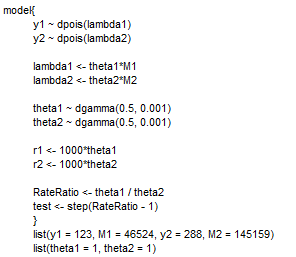 model{
y1 ~ dpois(lambda1)
y2 ~ dpois(lambda2)
lambda1 <- theta1*M1
lambda2 <- theta2*M2
theta1 ~ dgamma(0.5, 0.001)
theta2 ~ dgamma(0.5, 0.001)
r1 <- 1000*theta1
r2 <- 1000*theta2
RateRatio <- theta1 / theta2
test <- step(RateRatio - 1)
}
list(y1 = 123, M1 = 46524, y2 = 288, M2 = 145159)
list(theta1 = 1, theta2 = 1)